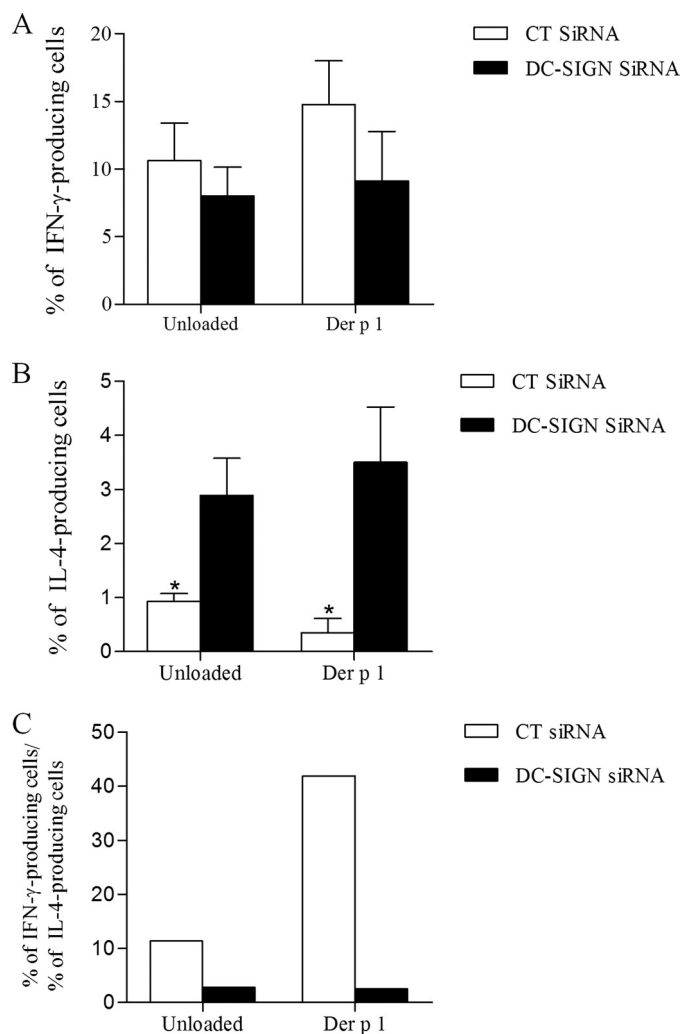 A
% of IFN-γ-producing cells
20
15
10
5
0
Unloaded
Der p 1
CT SiRNA
DC-SIGN SiRNA
B
% of IL-4-producing cells
5
4
3
2
1
0
*
*
Unloaded
Der p 1
CT SiRNA
DC-SIGN SiRNA
C
% of IFN-γ-producing cells/
% of IL-4-producing cells
50
40
30
20
10
0
Unloaded
Der p 1
CT siRNA
DC-SIGN siRNA